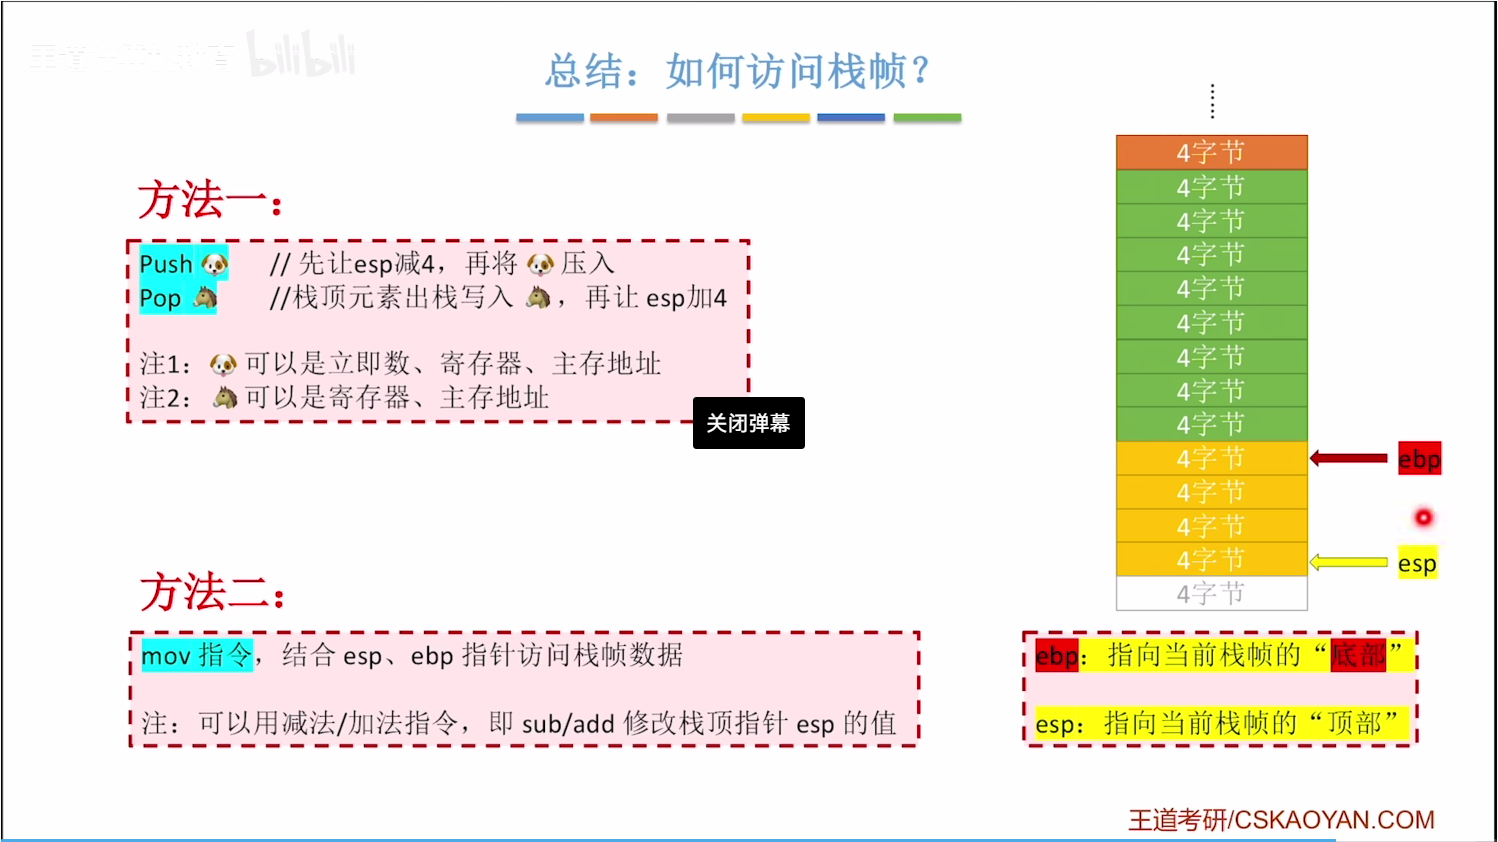 bilibili
总结：如何访问栈帧？
方法一：
Push 🐶 // 先让esp减4，再将 🐶 压入
Pop 🐴 //栈顶元素出栈写入 🐴 ，再让 esp加4
注1：🐶 可以是立即数、寄存器、主存地址
注2：🐴 可以是寄存器、主存地址
关闭弹幕
方法二：
mov 指令，结合 esp、ebp 指针访问栈帧数据
注：可以用减法/加法指令，即 sub/add 修改栈顶指针 esp 的值
4字节
4字节
4字节
4字节
4字节
4字节
4字节
4字节
4字节
4字节
ebp
4字节
4字节
4字节
esp
4字节
ebp：指向当前栈帧的“底部”
esp：指向当前栈帧的“顶部”
王道考研/CSKAOYAN.COM